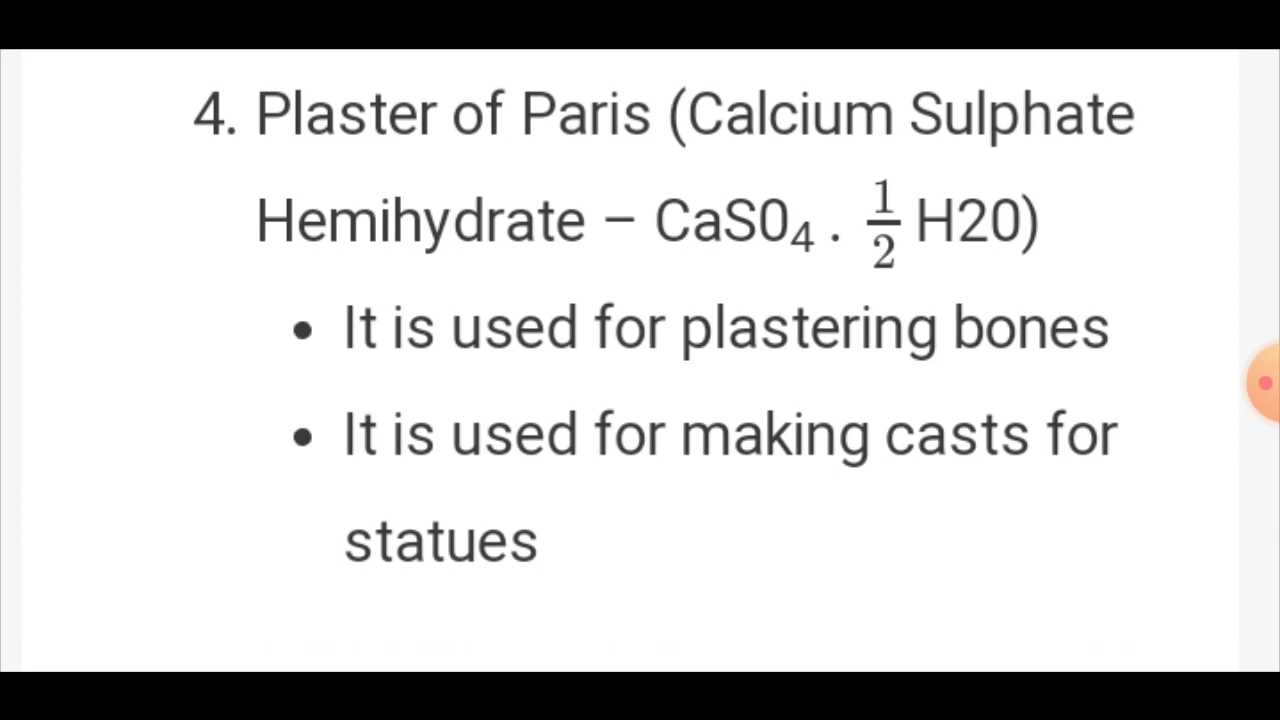 4. Plaster of Paris (Calcium Sulphate
Hemihydrate – CaS0₄ . ½ H20)
• It is used for plastering bones
• It is used for making casts for
statues